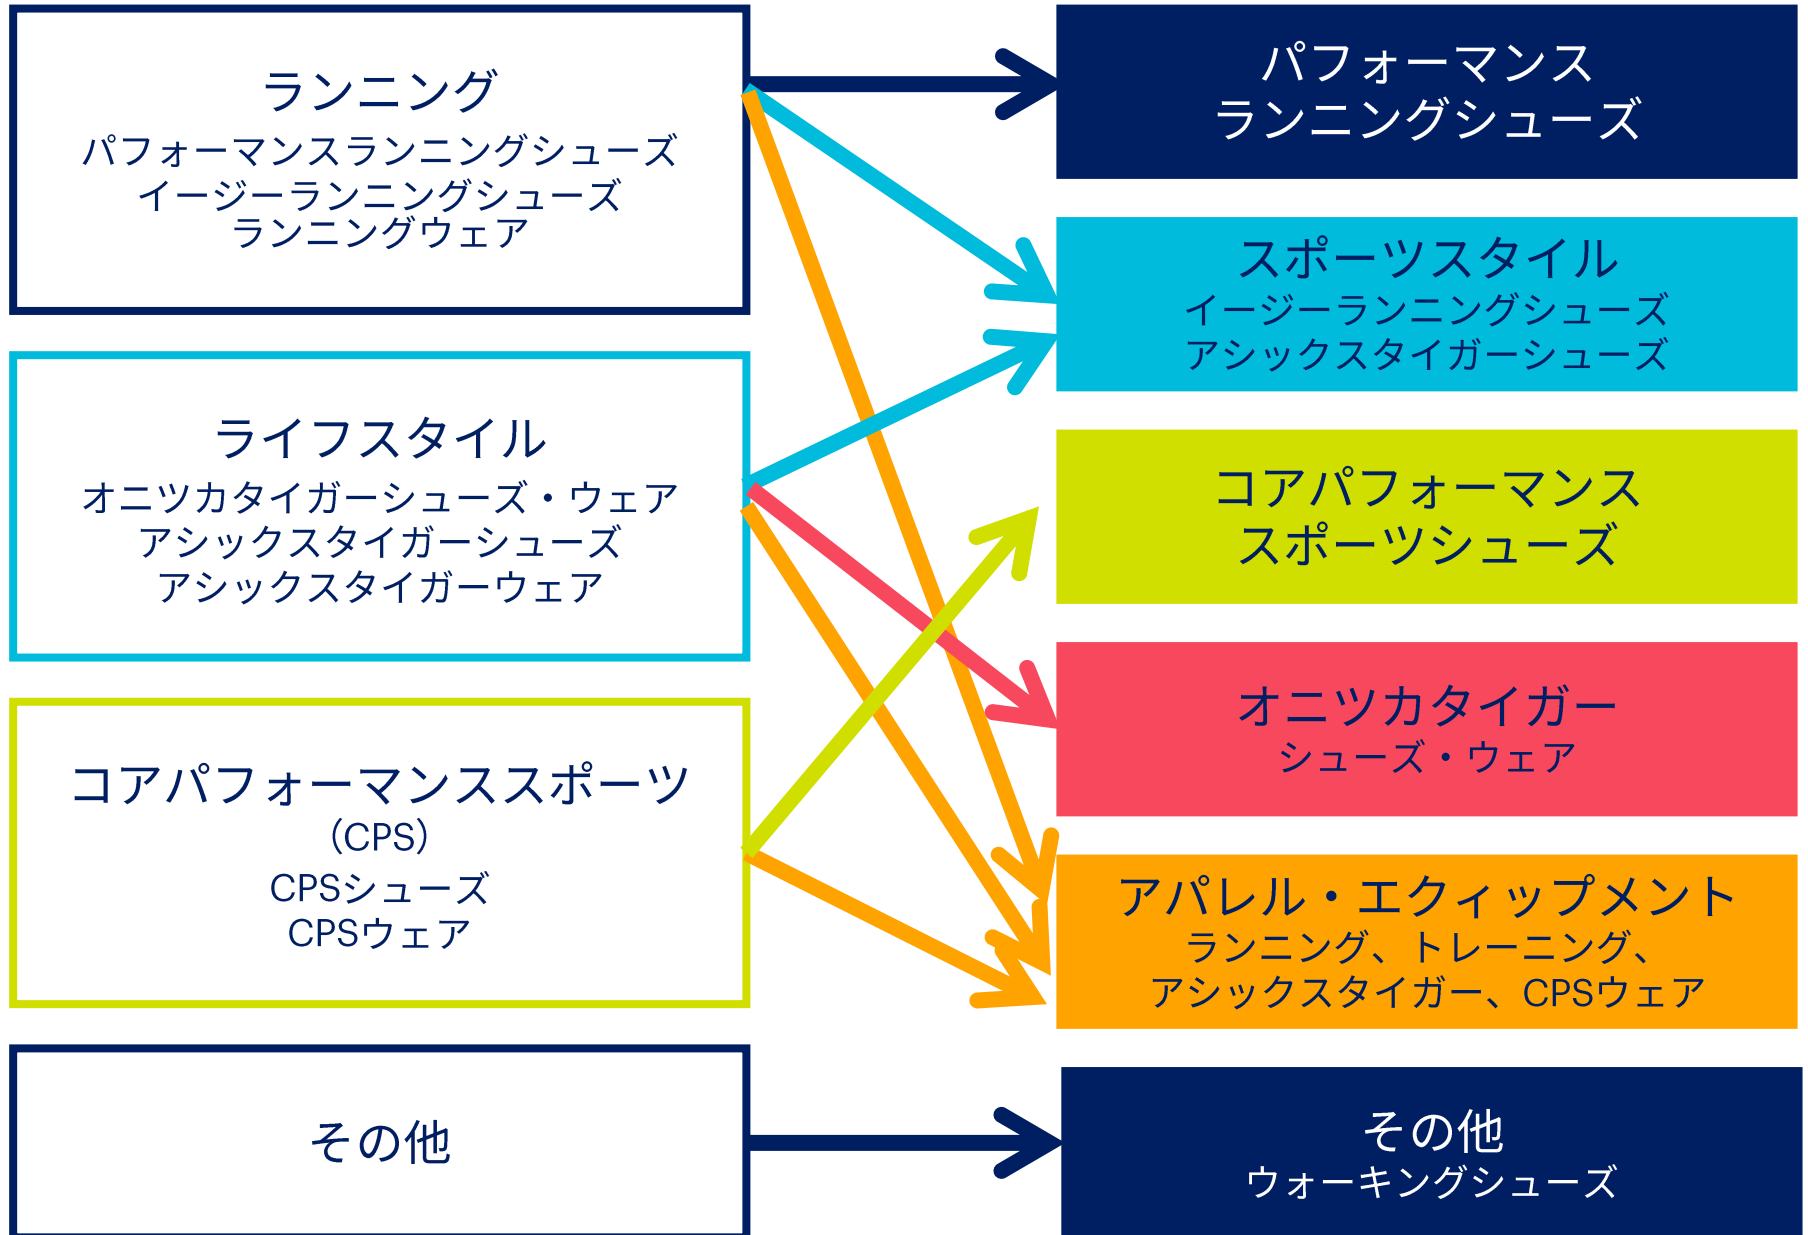 ランニング
パフォーマンスランニングシューズ
イージーランニングシューズ
ランニングウェア
ライフスタイル
オニツカタイガーシューズ・ウェア
アシックスタイガーシューズ
アシックスタイガーウェア
コアパフォーマンススポーツ
（CPS）
CPSシューズ
CPSウェア
その他
パフォーマンス
ランニングシューズ
スポーツスタイル
イージーランニングシューズ
アシックスタイガーシューズ
コアパフォーマンス
スポーツシューズ
オニツカタイガー
シューズ・ウェア
アパレル・エクィップメント
ランニング、トレーニング、
アシックスタイガー、CPSウェア
その他
ウォーキングシューズ